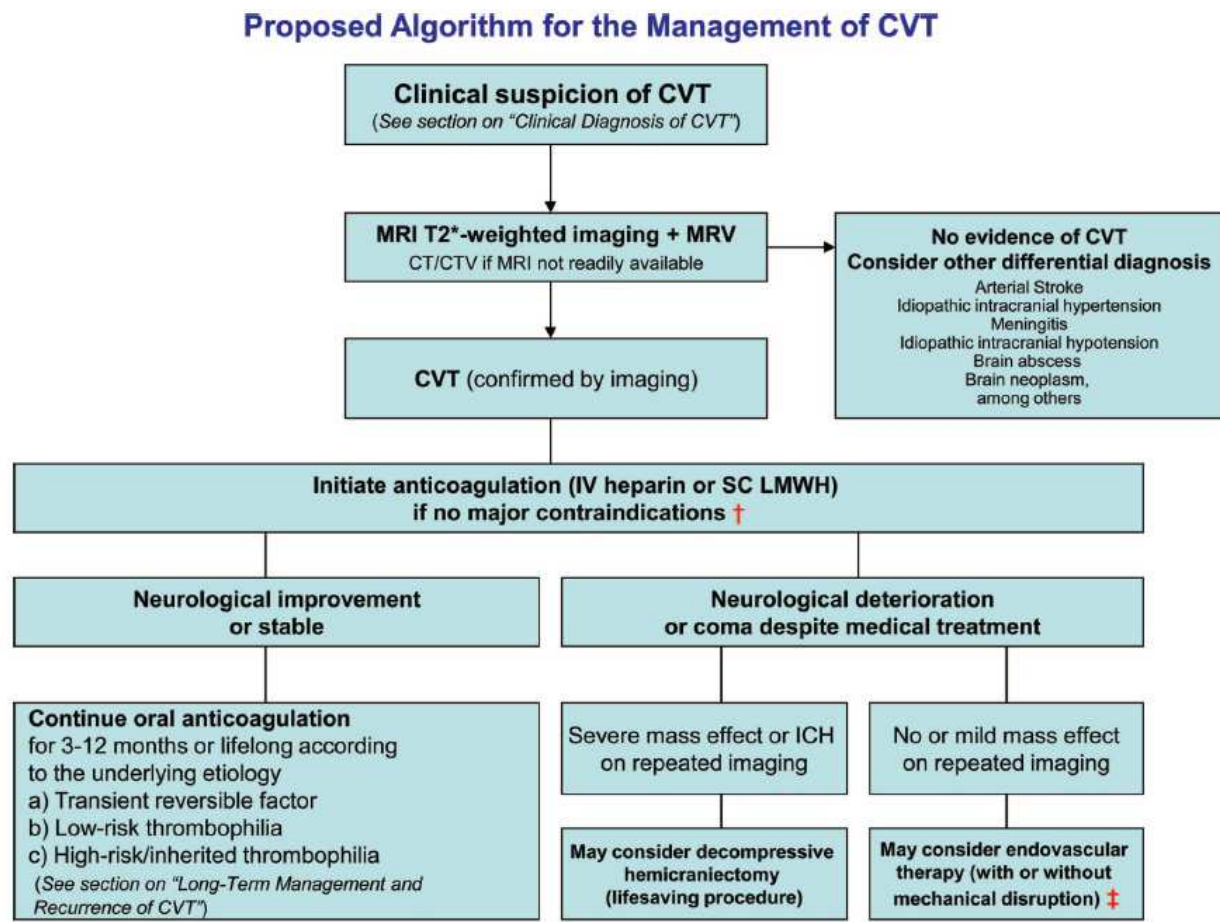 Proposed Algorithm for the Management of CVT
Clinical suspicion of CVT
(See section on "Clinical Diagnosis of CVT")
MRI T2*-weighted imaging + MRV
CT/CTV if MRI not readily available
No evidence of CVT
Consider other differential diagnosis
Arterial Stroke
Idiopathic intracranial hypertension
Meningitis
Idiopathic intracranial hypotension
Brain abscess
Brain neoplasm,
among others
CVT (confirmed by imaging)
Initiate anticoagulation (IV heparin or SC LMWH)
if no major contraindications †
Neurological improvement
or stable
Neurological deterioration
or coma despite medical treatment
Continue oral anticoagulation
for 3-12 months or lifelong according
to the underlying etiology
a) Transient reversible factor
b) Low-risk thrombophilia
c) High-risk/inherited thrombophilia
(See section on "Long-Term Management and
Recurrence of CVT")
Severe mass effect or ICH
on repeated imaging
No or mild mass effect
on repeated imaging
May consider decompressive
hemicraniectomy
(lifesaving procedure)
May consider endovascular
therapy (with or without
mechanical disruption) ‡